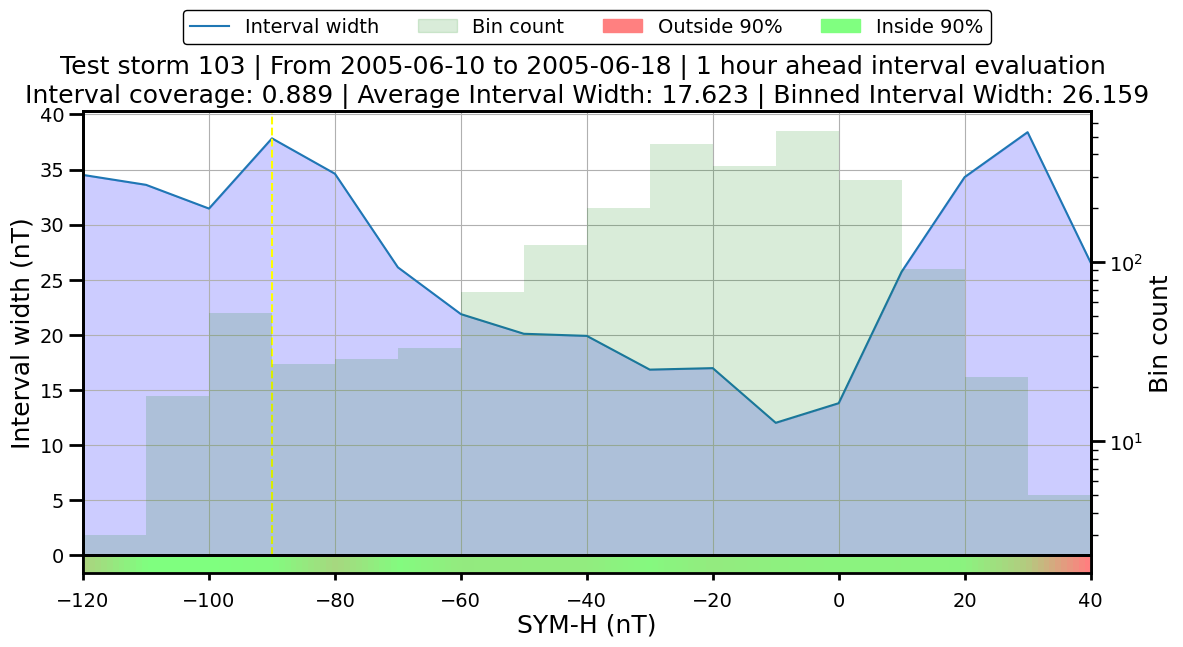 Interval width Bin count Outside 90% Inside 90%
Test storm 103 | From 2005-06-10 to 2005-06-18 | 1 hour ahead interval evaluation
Interval coverage: 0.889 | Average Interval Width: 17.623 | Binned Interval Width: 26.159
Interval width (nT)
40
35
30
25
20
15
10
5
0
10²
10¹
Bin count
−120 −100 −80 −60 −40 −20 0 20 40
SYM-H (nT)